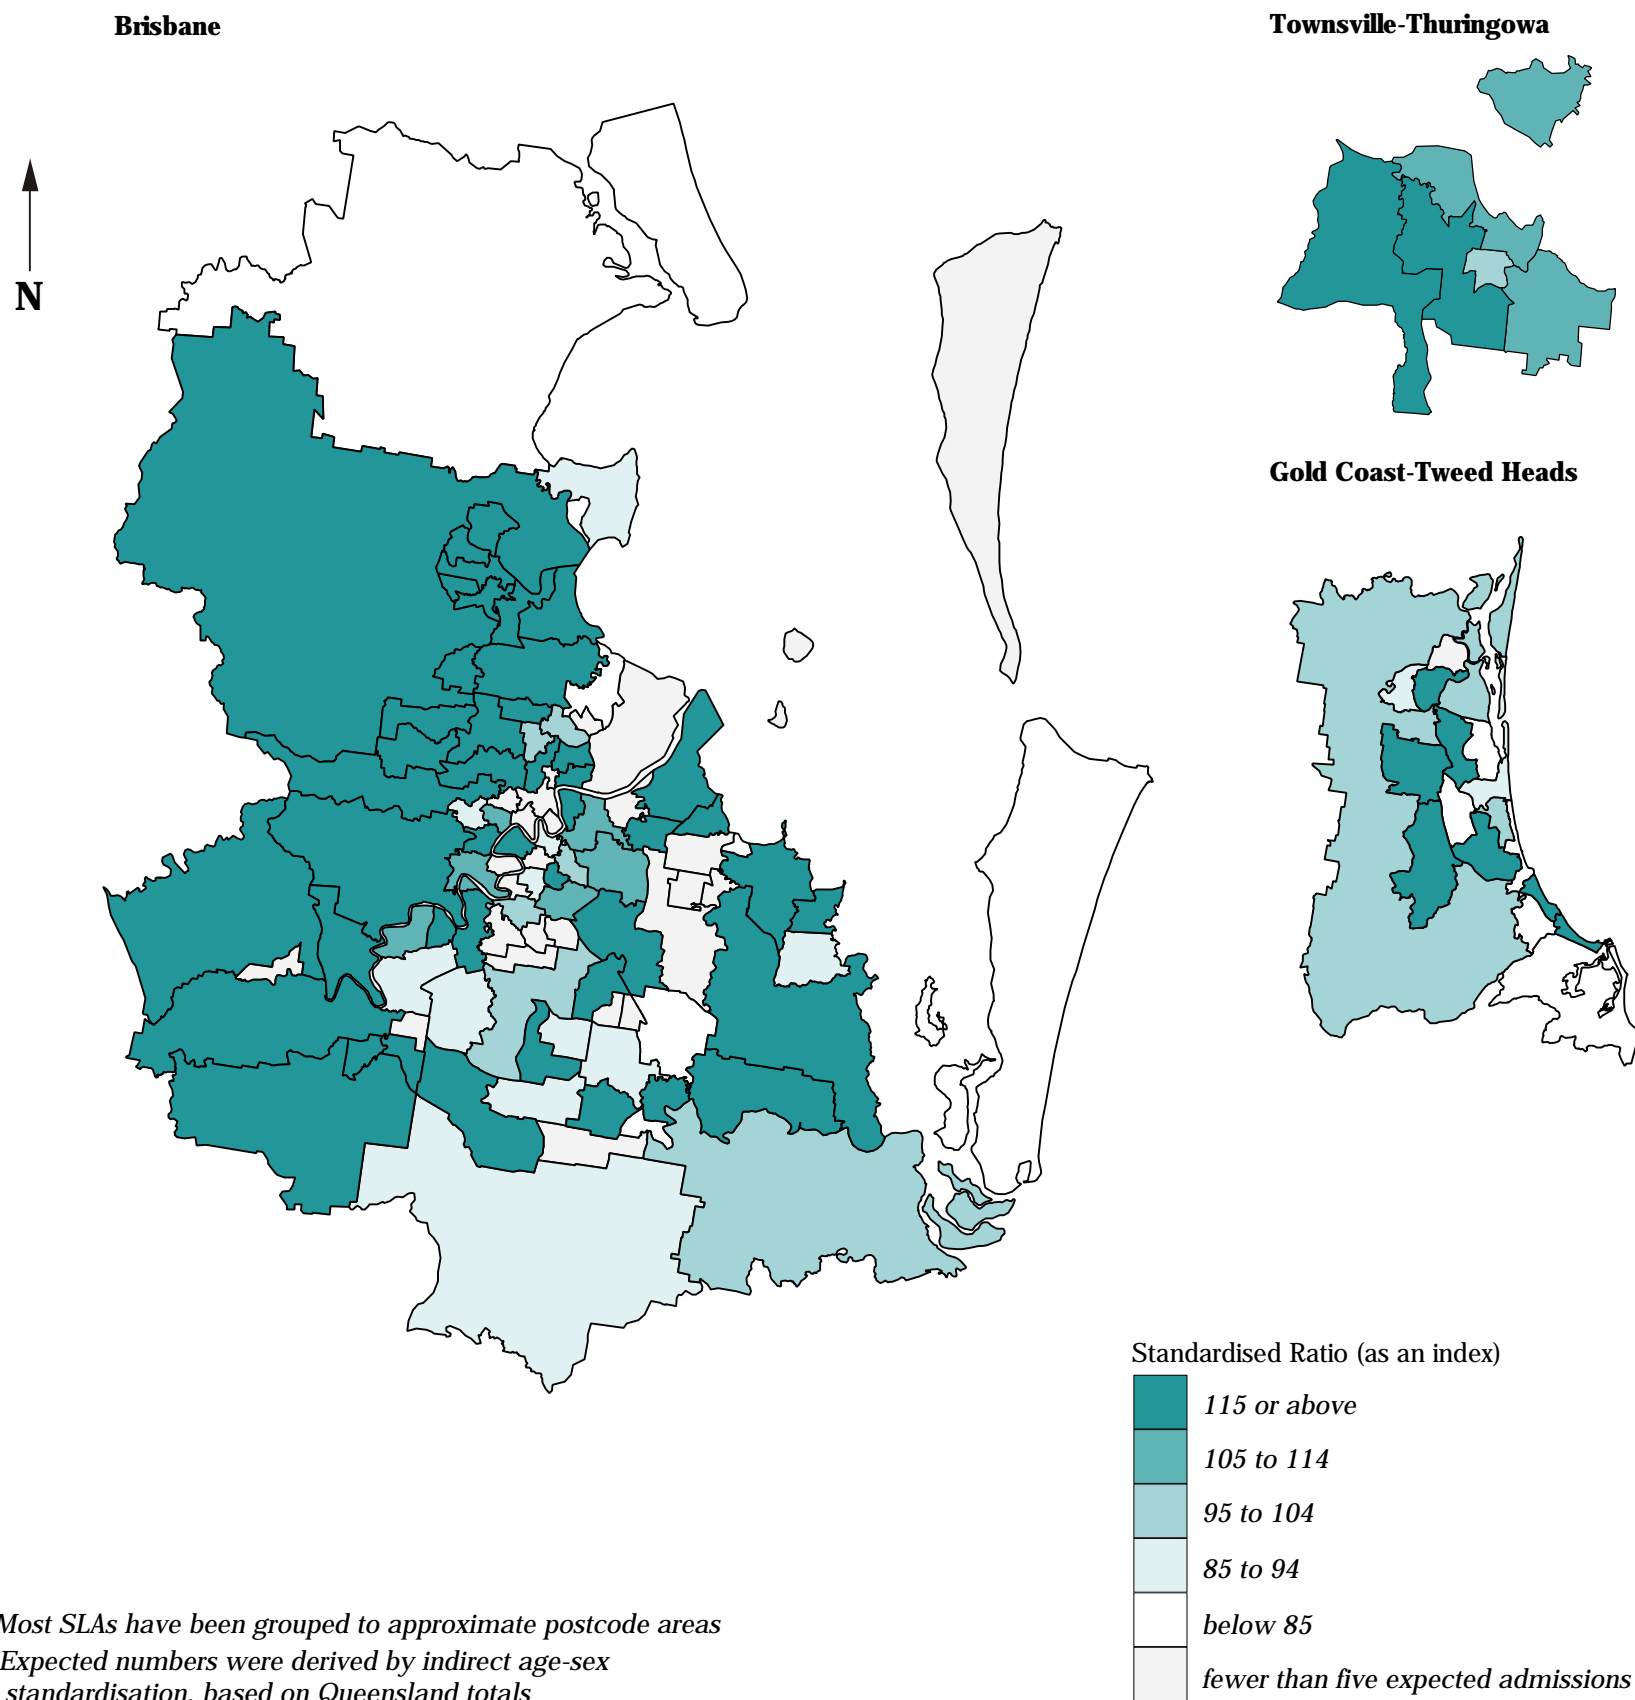 Brisbane
Townsville-Thuringowa
N
Gold Coast-Tweed Heads
Standardised Ratio (as an index)
115 or above
105 to 114
95 to 104
85 to 94
below 85
fewer than five expected admissions
Most SLAs have been grouped to approximate postcode areas
Expected numbers were derived by indirect age-sex
standardisation, based on Queensland totals